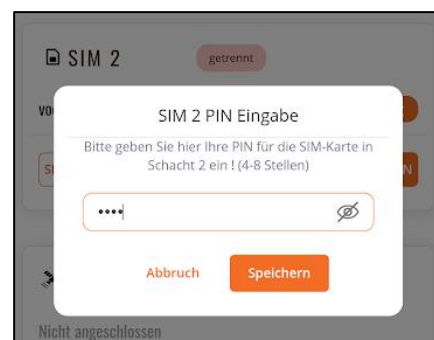 SIM 2
getrennt
SIM 2 PIN Eingabe
Bitte geben Sie hier Ihre PIN für die SIM-Karte in
Schacht 2 ein ! (4-8 Stellen)
••••
Abbruch
Speichern
Nicht angeschlossen